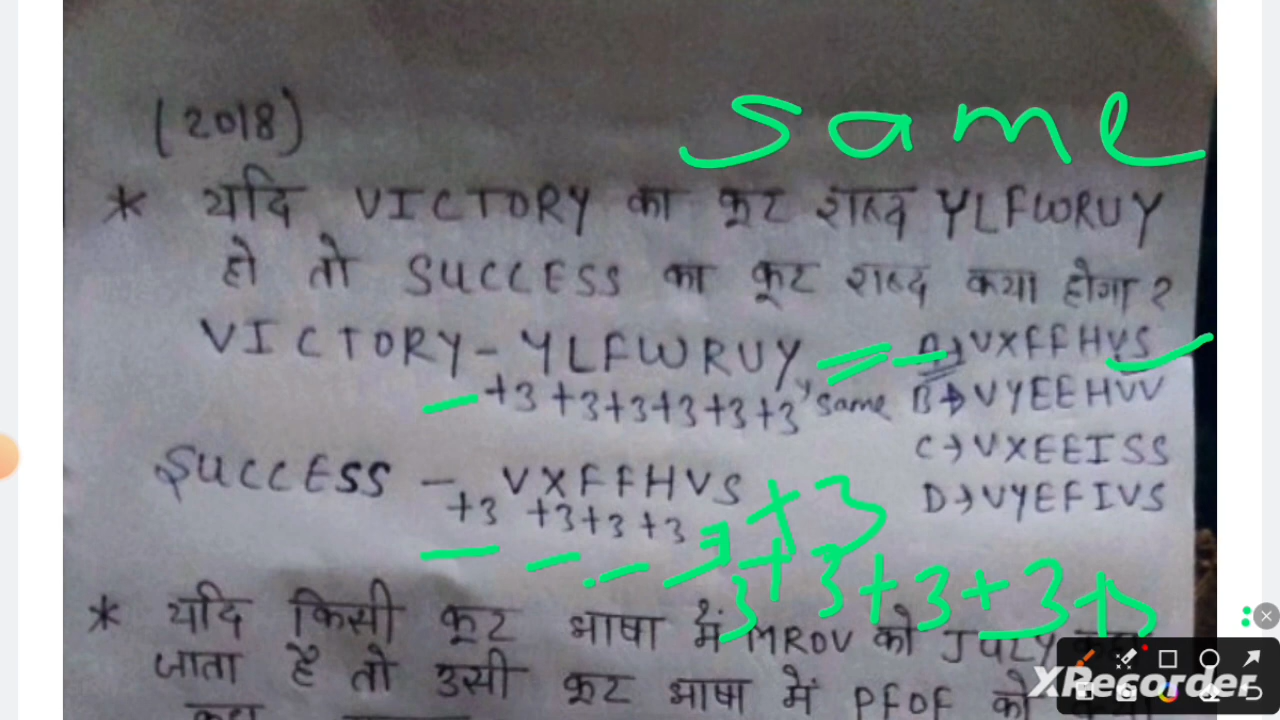 same
(2018)
* यदि VICTORY का कूट शब्द YLFWRUY
हो तो SUCCESS का कूट शब्द क्या होगा ?
VICTORY - YLFWRUY A→ VXFFHVS
+3 +3+3+3+3+3 y same B→ VYEEHVV
SUCCESS - VXFFHVS C→ VXEEISS
+3 +3+3+3 +3 D→ VYEFIVS
3+3+3+3+
* यदि किसी कूट भाषा में MROV को JULY कहा
जाता है तो उसी कूट भाषा में PFOF को
XRecorder